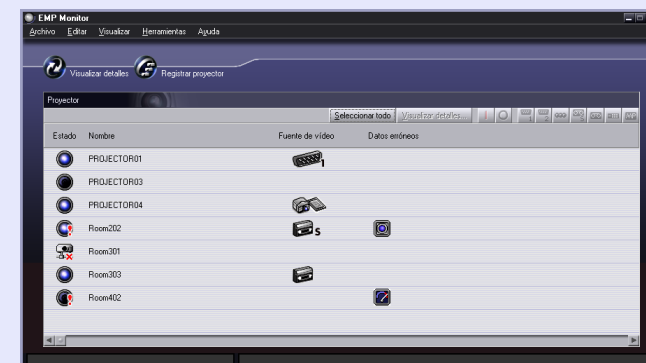 EMP Monitor
Archivo Editar Visualizar Herramientas Ayuda
Visualizar detalles Registrar proyector
Proyector
Seleccionar todo Visualizar detalles...
Estado Nombre Fuente de vídeo Datos erróneos
PROJECTOR01 1
PROJECTOR03
PROJECTOR04
Room202 S
Room301
Room303
Room402